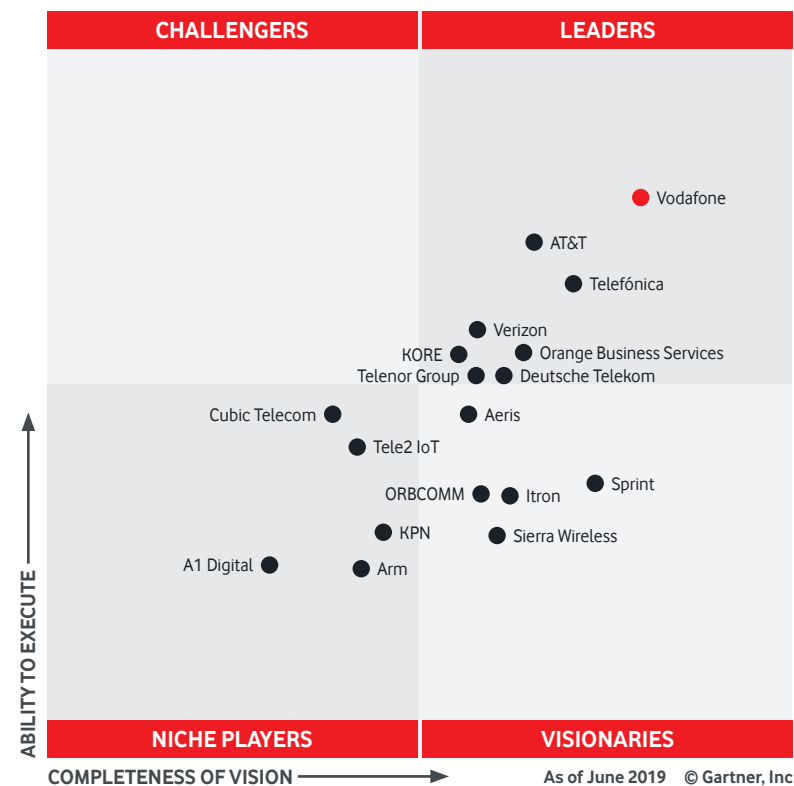 CHALLENGERS
LEADERS
Vodafone
AT&T
Telefónica
Verizon
KORE
Orange Business Services
Telenor Group
Deutsche Telekom
Cubic Telecom
Aeris
Tele2 IoT
Sprint
ORBCOMM
Itron
KPN
Sierra Wireless
A1 Digital
Arm
ABILITY TO EXECUTE
NICHE PLAYERS
VISIONARIES
COMPLETENESS OF VISION
As of June 2019 © Gartner, Inc